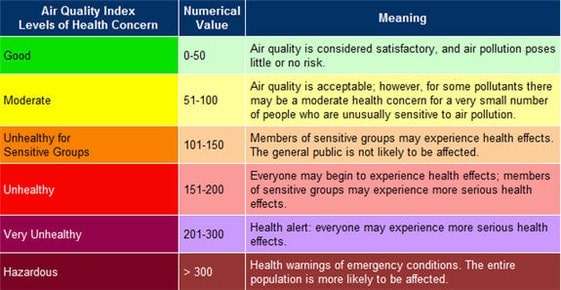 Air Quality Index
Levels of Health Concern
Numerical
Value
Meaning
Good
0-50
Air quality is considered satisfactory, and air pollution poses
little or no risk.
Moderate
51-100
Air quality is acceptable; however, for some pollutants there
may be a moderate health concern for a very small number
of people who are unusually sensitive to air pollution.
Unhealthy for
Sensitive Groups
101-150
Members of sensitive groups may experience health effects.
The general public is not likely to be affected.
Unhealthy
151-200
Everyone may begin to experience health effects; members
of sensitive groups may experience more serious health
effects.
Very Unhealthy
201-300
Health alert: everyone may experience more serious health
effects.
Hazardous
> 300
Health warnings of emergency conditions. The entire
population is more likely to be affected.